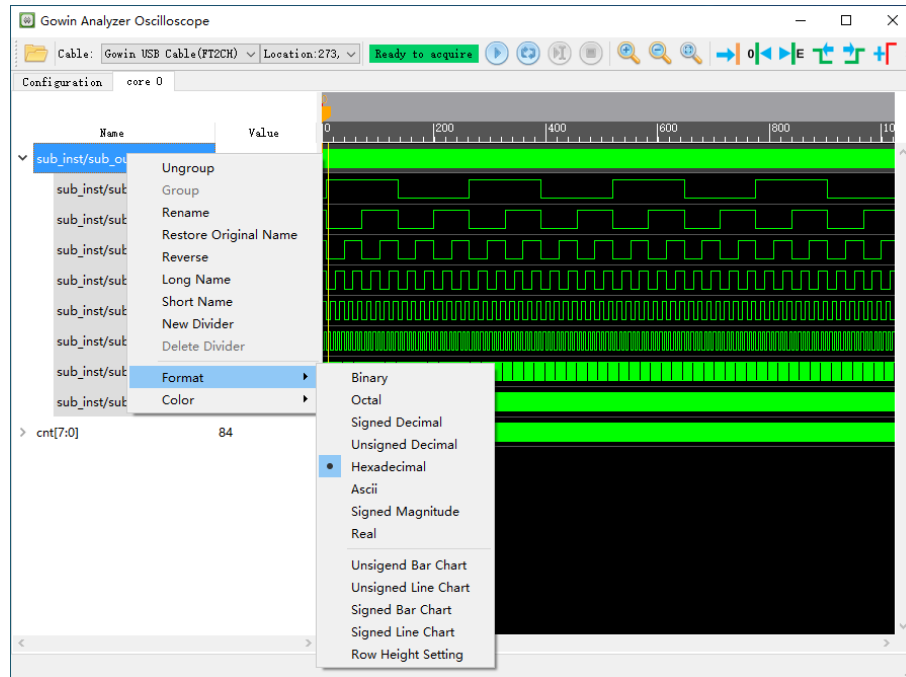 Gowin Analyzer Oscilloscope
Cable: Gowin USB Cable(FT2CH) Location:273, Ready to acquire 0 E
Configuration core 0
Name Value 0 200 400 600 800 10
sub_inst/sub_ou
sub_inst/sub
sub_inst/sub
sub_inst/sub
sub_inst/sub
sub_inst/sub
sub_inst/sub
sub_inst/sub
sub_inst/sub
cnt[7:0] 84
Ungroup
Group
Rename
Restore Original Name
Reverse
Long Name
Short Name
New Divider
Delete Divider
Format
Color
Binary
Octal
Signed Decimal
Unsigned Decimal
Hexadecimal
Ascii
Signed Magnitude
Real
Unsigend Bar Chart
Unsigned Line Chart
Signed Bar Chart
Signed Line Chart
Row Height Setting